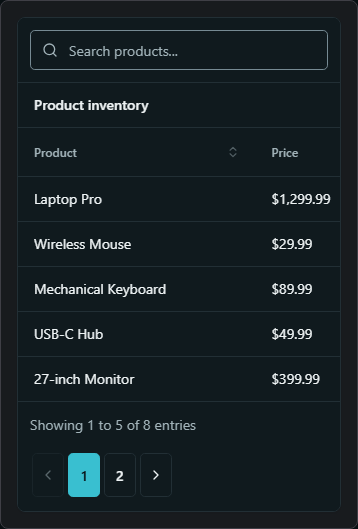 Search products...
Product inventory
Product Price
Laptop Pro $1,299.99
Wireless Mouse $29.99
Mechanical Keyboard $89.99
USB-C Hub $49.99
27-inch Monitor $399.99
Showing 1 to 5 of 8 entries
1 2